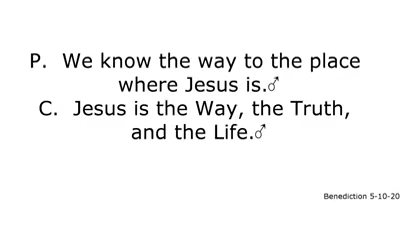 P.  We know the way to the place
where Jesus is.♂
C.  Jesus is the Way, the Truth,
and the Life.♂
Benediction 5-10-20